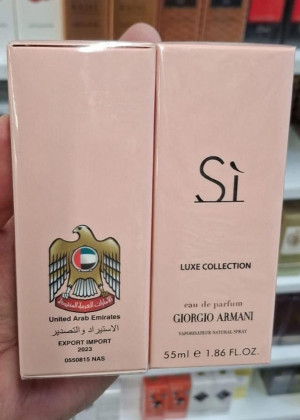 United Arab Emirates
الاستيراد والتصدير
EXPORT IMPORT
2023
0550815 NAS
Sì
LUXE COLLECTION
eau de parfum
GIORGIO ARMANI
VAPORISATEUR NATURAL SPRAY
55ml ℮ 1.86 FL.OZ.